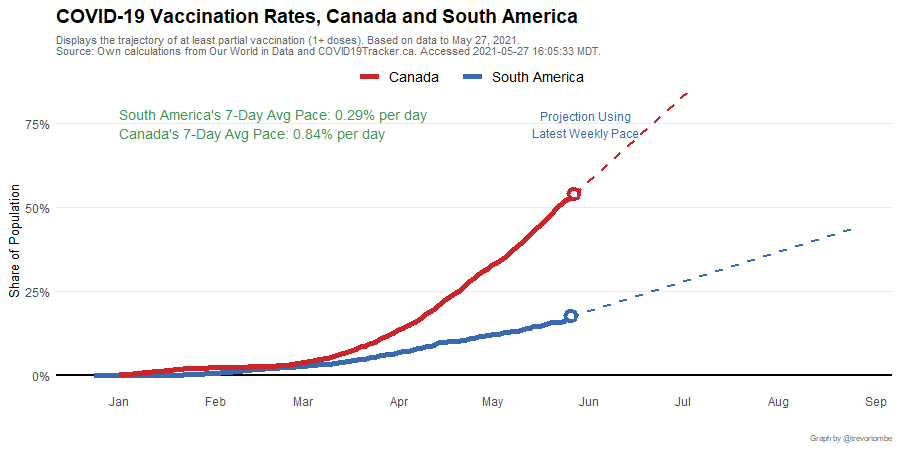 COVID-19 Vaccination Rates, Canada and South America
Displays the trajectory of at least partial vaccination (1+ doses). Based on data to May 27, 2021.
Source: Own calculations from Our World in Data and COVID19Tracker.ca. Accessed 2021-05-27 16:05:33 MDT.
Canada
South America
South America's 7-Day Avg Pace: 0.29% per day
Canada's 7-Day Avg Pace: 0.84% per day
Projection Using
Latest Weekly Pace
Share of Population
75%
50%
25%
0%
Jan
Feb
Mar
Apr
May
Jun
Jul
Aug
Sep
Graph by @trevortombe